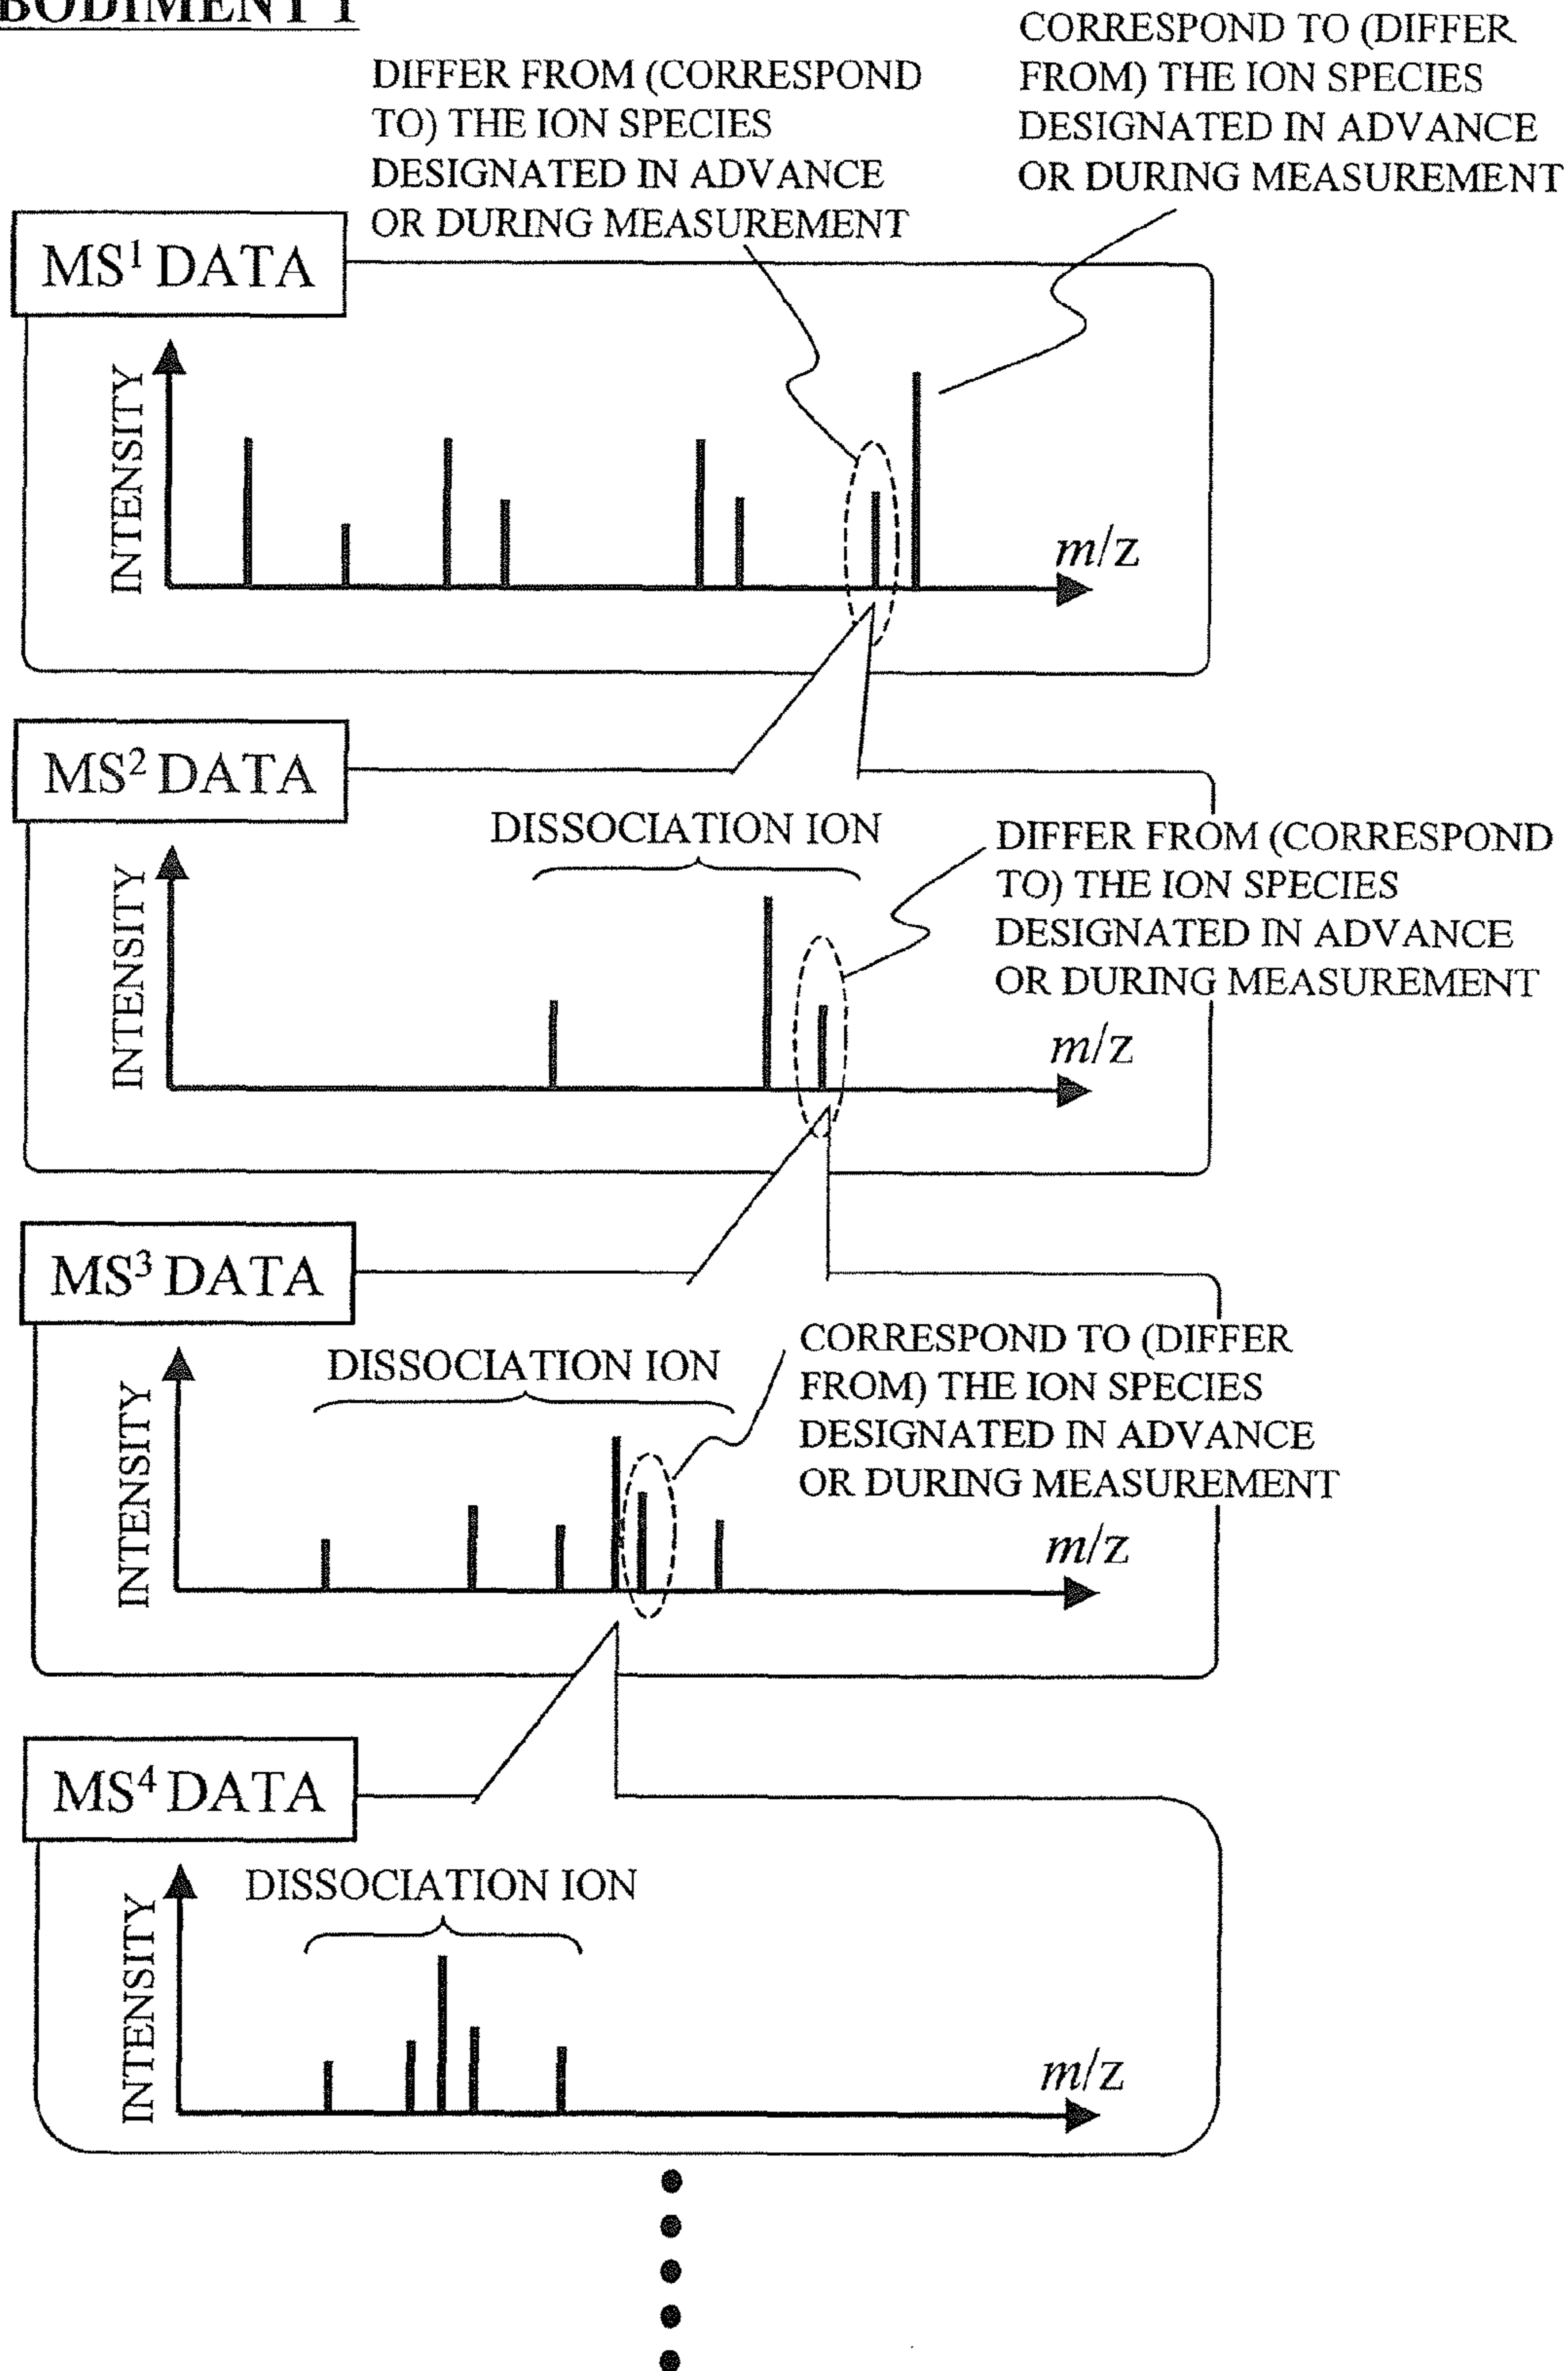 BODIMENT 1
DIFFER FROM (CORRESPOND
TO) THE ION SPECIES
DESIGNATED IN ADVANCE
OR DURING MEASUREMENT
CORRESPOND TO (DIFFER
FROM) THE ION SPECIES
DESIGNATED IN ADVANCE
OR DURING MEASUREMENT
MS¹ DATA
INTENSITY
m/z
MS² DATA
DISSOCIATION ION
DIFFER FROM (CORRESPOND
TO) THE ION SPECIES
DESIGNATED IN ADVANCE
OR DURING MEASUREMENT
INTENSITY
m/z
MS³ DATA
DISSOCIATION ION
CORRESPOND TO (DIFFER
FROM) THE ION SPECIES
DESIGNATED IN ADVANCE
OR DURING MEASUREMENT
INTENSITY
m/z
MS⁴ DATA
DISSOCIATION ION
INTENSITY
m/z